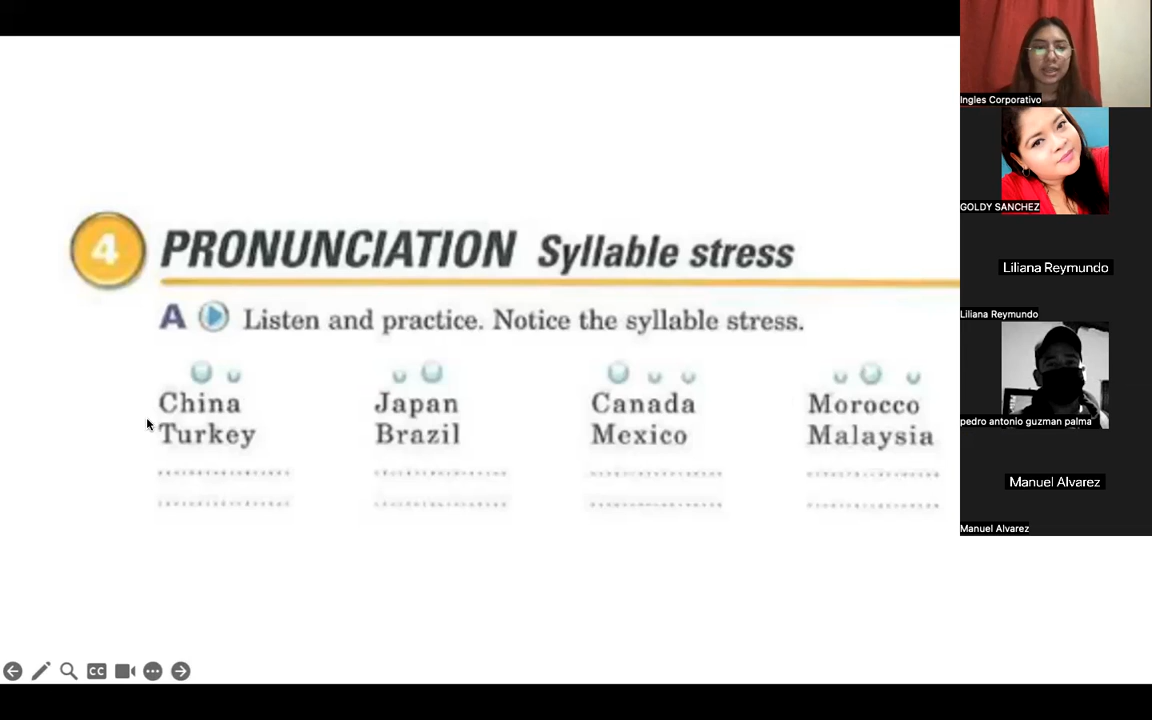 4 PRONUNCIATION Syllable stress
A Listen and practice. Notice the syllable stress.
China Japan Canada Morocco
Turkey Brazil Mexico Malaysia
CC
Ingles Corporativo
GOLDY SANCHEZ
Liliana Reymundo
Liliana Reymundo
pedro antonio guzman palma
Manuel Alvarez
Manuel Alvarez